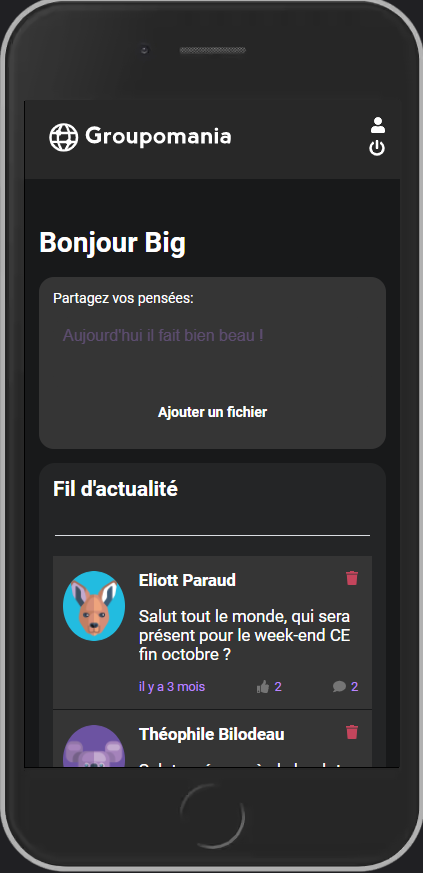 Groupomania
Bonjour Big
Partagez vos pensées:
Aujourd'hui il fait bien beau !
Ajouter un fichier
Fil d'actualité
Eliott Paraud
Salut tout le monde, qui sera
présent pour le week-end CE
fin octobre ?
il y a 3 mois 2 2
Théophile Bilodeau